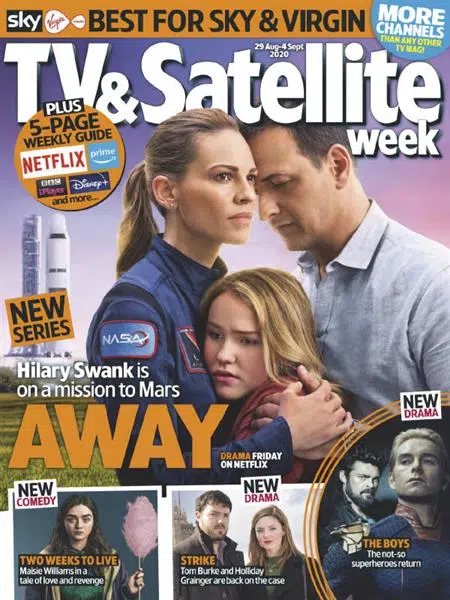 sky Virgin media BEST FOR SKY & VIRGIN
MORE
CHANNELS
THAN ANY OTHER
TV MAG!
29 Aug-4 Sept
2020
TV&Satellite
week
PLUS
5-PAGE
WEEKLY GUIDE
NETFLIX
prime
BBC
iPlayer
Disney+
and more...
NASA
NEW
SERIES
Hilary Swank is
on a mission to Mars
AWAY
DRAMA FRIDAY
ON NETFLIX
NEW
COMEDY
TWO WEEKS TO LIVE
Maisie Williams in a
tale of love and revenge
NEW
DRAMA
STRIKE
Tom Burke and Holliday
Grainger are back on the case
NEW
DRAMA
THE BOYS
The not-so
superheroes return